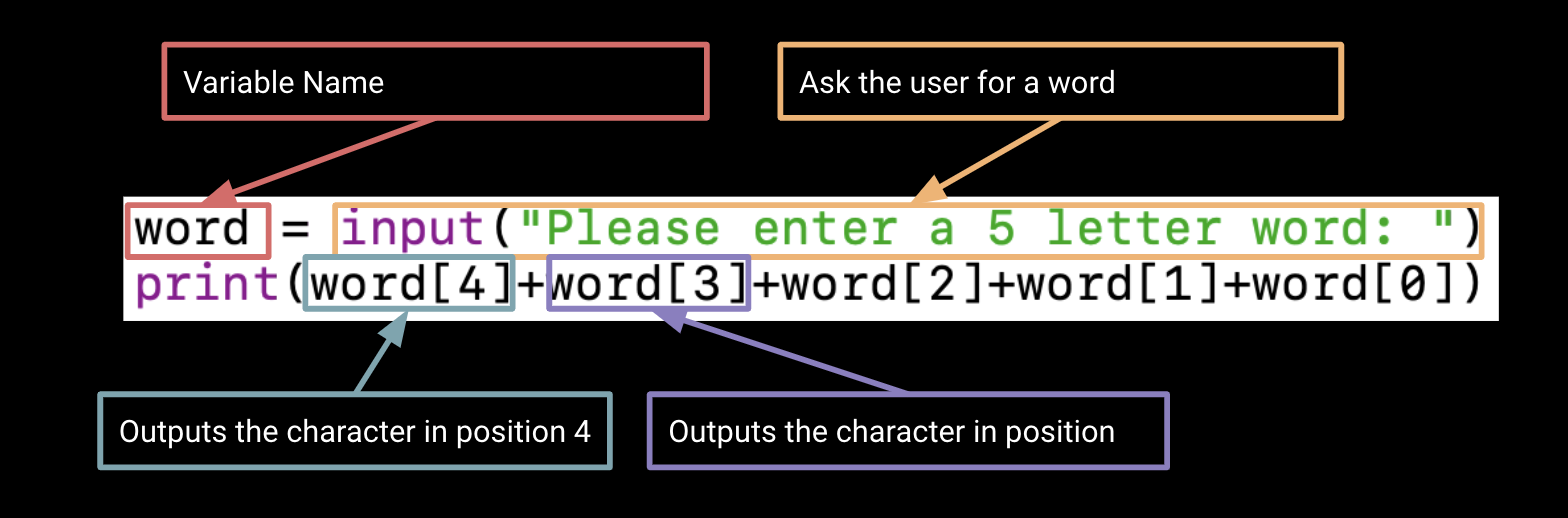 Variable Name
Ask the user for a word
word = input("Please enter a 5 letter word: ")
print(word[4]+word[3]+word[2]+word[1]+word[0])
Outputs the character in position 4
Outputs the character in position